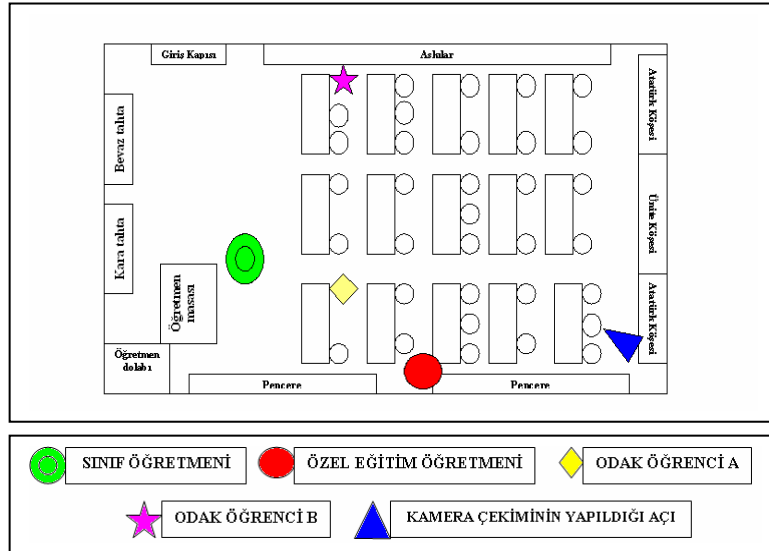 Giriş Kapısı
Askılar
Beyaz tahta
Kara tahta
Öğretmen
masası
Öğretmen
dolabı
Pencere
Pencere
Atatürk Köşesi
Ünite Köşesi
Atatürk Köşesi
SINIF ÖĞRETMENİ
ÖZEL EĞİTİM ÖĞRETMENİ
ODAK ÖĞRENCİ A
ODAK ÖĞRENCİ B
KAMERA ÇEKİMİNİN YAPILDIĞI AÇI